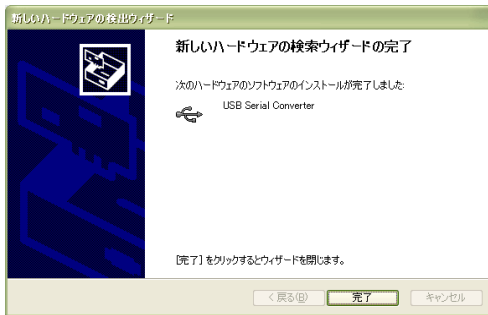 新しいハードウェアの検出ウィザード
新しいハードウェアの検索ウィザードの完了
次のハードウェアのソフトウェアのインストールが完了しました:
USB Serial Converter
[完了] をクリックするとウィザードを閉じます。
< 戻る(B)
完了
キャンセル